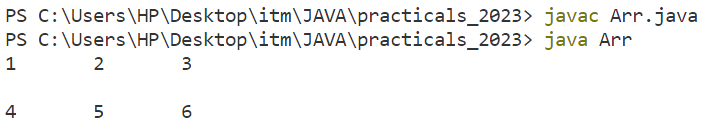 PS C:\Users\HP\Desktop\itm\JAVA\practicals_2023> javac Arr.java
PS C:\Users\HP\Desktop\itm\JAVA\practicals_2023> java Arr
1 2 3
4 5 6